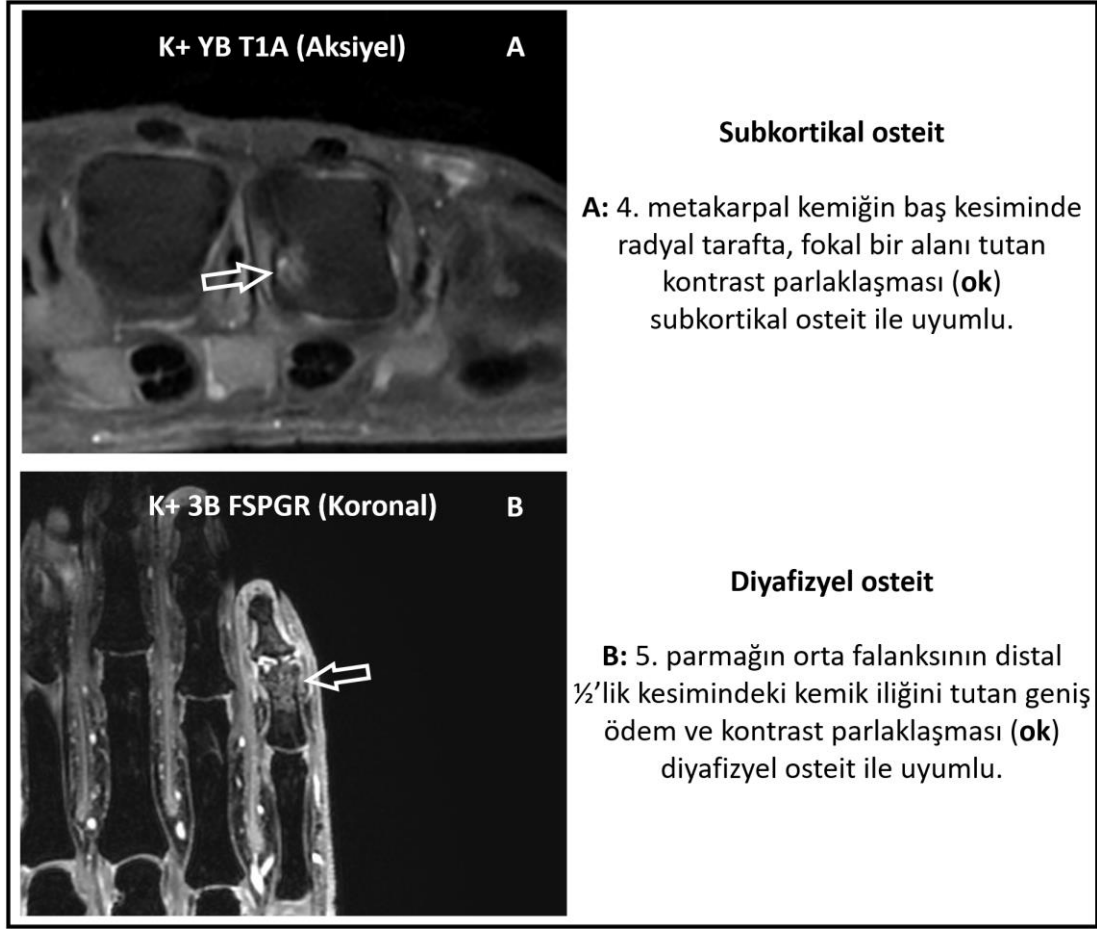 K+ YB T1A (Aksiyel)
A
Subkortikal osteit
A: 4. metakarpal kemiğin baş kesiminde
radyal tarafta, fokal bir alanı tutan
kontrast parlaklaşması (ok)
subkortikal osteit ile uyumlu.
K+ 3B FSPGR (Koronal)
B
Diyafizyel osteit
B: 5. parmağın orta falanksının distal
½’lik kesimindeki kemik iliğini tutan geniş
ödem ve kontrast parlaklaşması (ok)
diyafizyel osteit ile uyumlu.